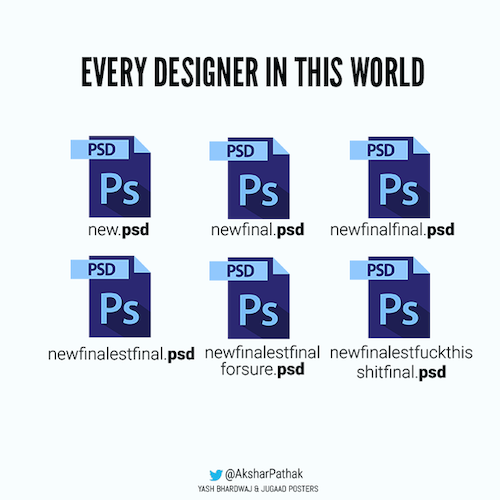 EVERY DESIGNER IN THIS WORLD
PSD
Ps
new.psd
PSD
Ps
newfinal.psd
PSD
Ps
newfinalfinal.psd
PSD
Ps
newfinalestfinal.psd
PSD
Ps
newfinalestfinal
forsure.psd
PSD
Ps
newfinalestfuckthis
shitfinal.psd
@AksharPathak
YASH BHARDWAJ & JUGAAD POSTERS